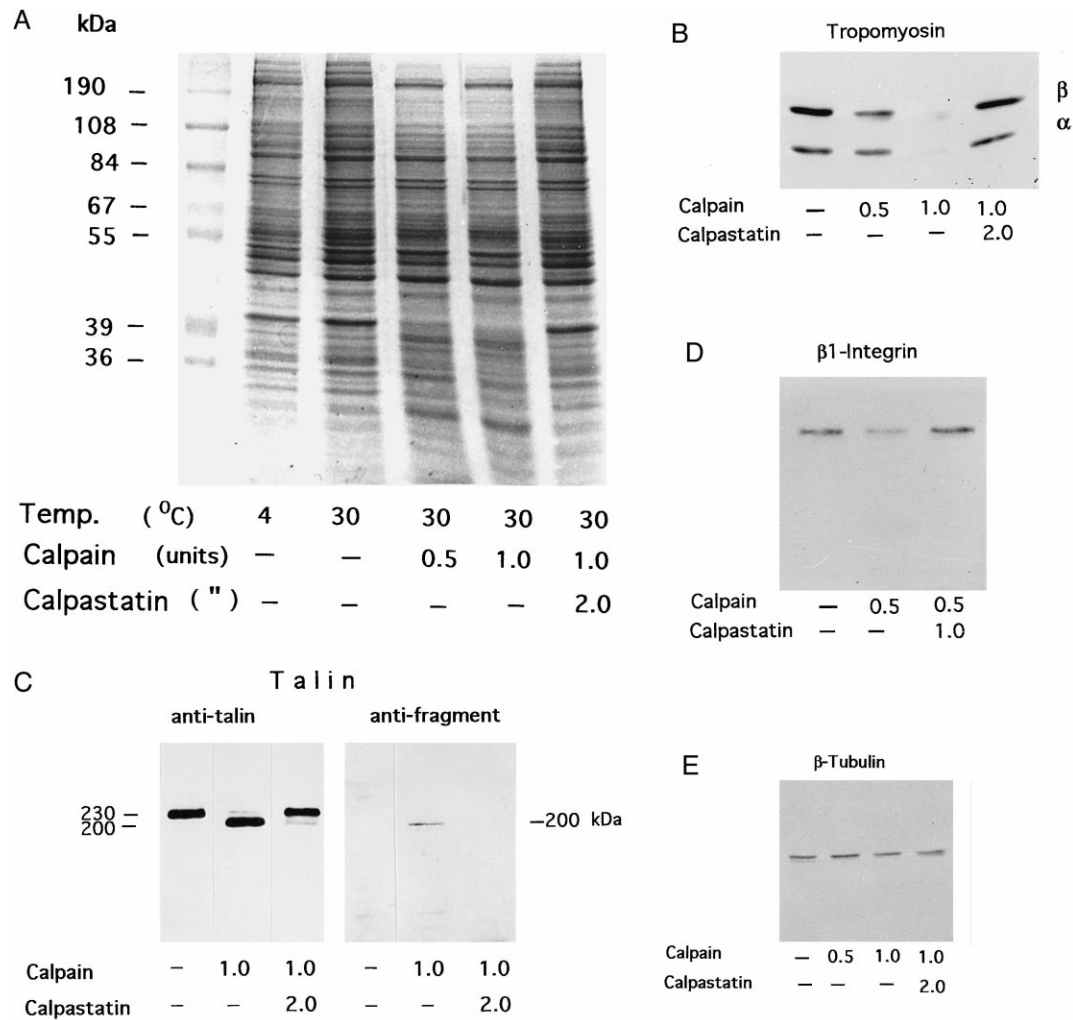 A
kDa
190
108
84
67
55
39
36
Temp. (°C) 4 30 30 30 30
Calpain (units) – – 0.5 1.0 1.0
Calpastatin (") – – – – 2.0
B
Tropomyosin
β
α
Calpain – 0.5 1.0 1.0
Calpastatin – – – 2.0
D
β1-Integrin
Calpain – 0.5 0.5
Calpastatin – – 1.0
C
Talin
anti-talin anti-fragment
230
200
–200 kDa
Calpain – 1.0 1.0 – 1.0 1.0
Calpastatin – – 2.0 – – 2.0
E
β-Tubulin
Calpain – 0.5 1.0 1.0
Calpastatin – – – 2.0